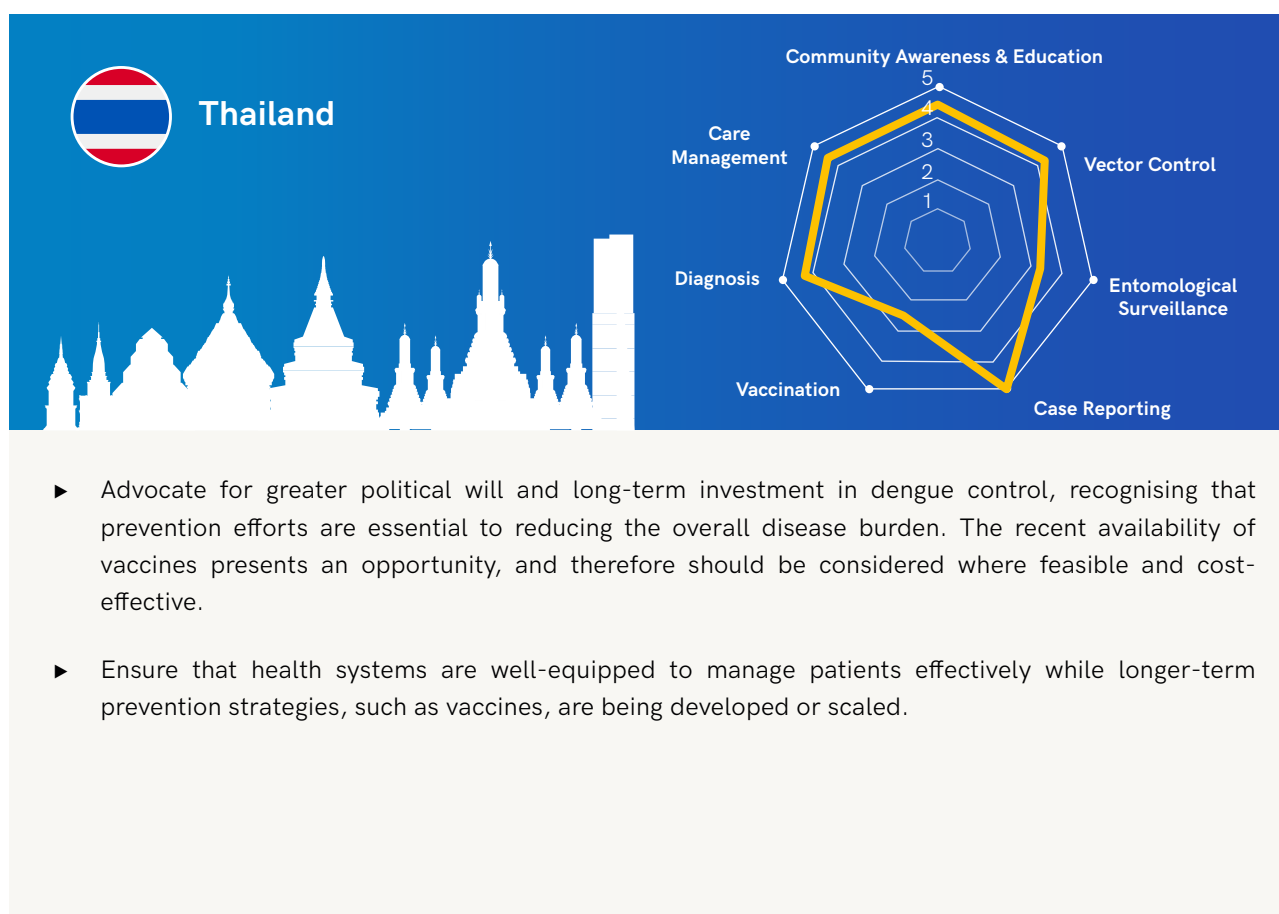 Thailand
Community Awareness & Education
5
4
3
2
1
Care
Management
Vector Control
Diagnosis
Entomological
Surveillance
Vaccination
Case Reporting
► Advocate for greater political will and long-term investment in dengue control, recognising that
prevention efforts are essential to reducing the overall disease burden. The recent availability of
vaccines presents an opportunity, and therefore should be considered where feasible and cost-
effective.
► Ensure that health systems are well-equipped to manage patients effectively while longer-term
prevention strategies, such as vaccines, are being developed or scaled.